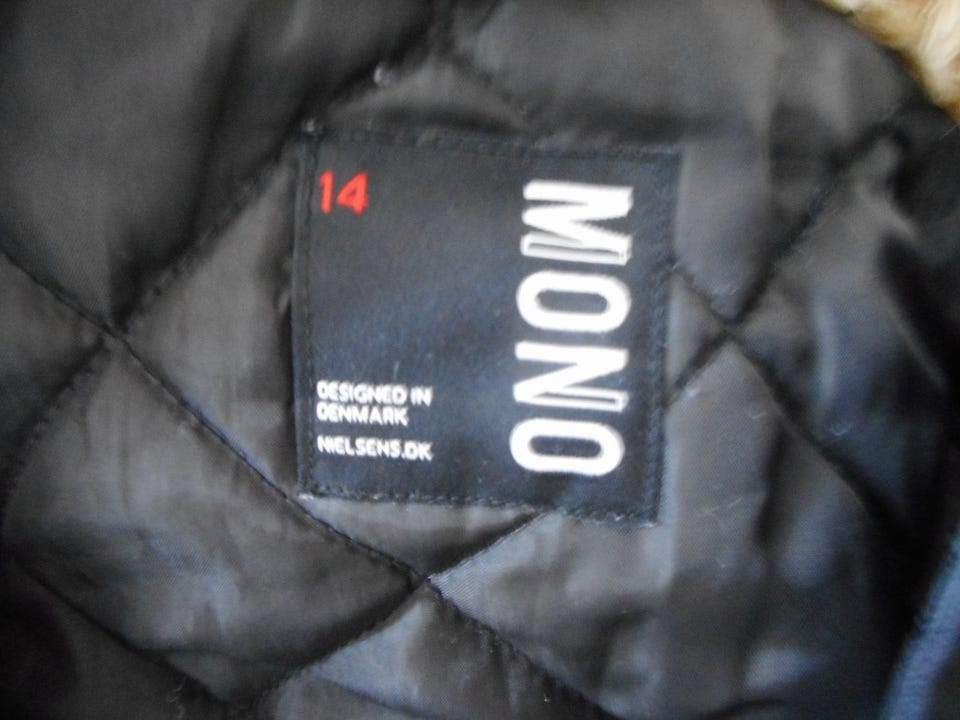 14
MONO
DESIGNED IN
DENMARK
NIELSENS.DK